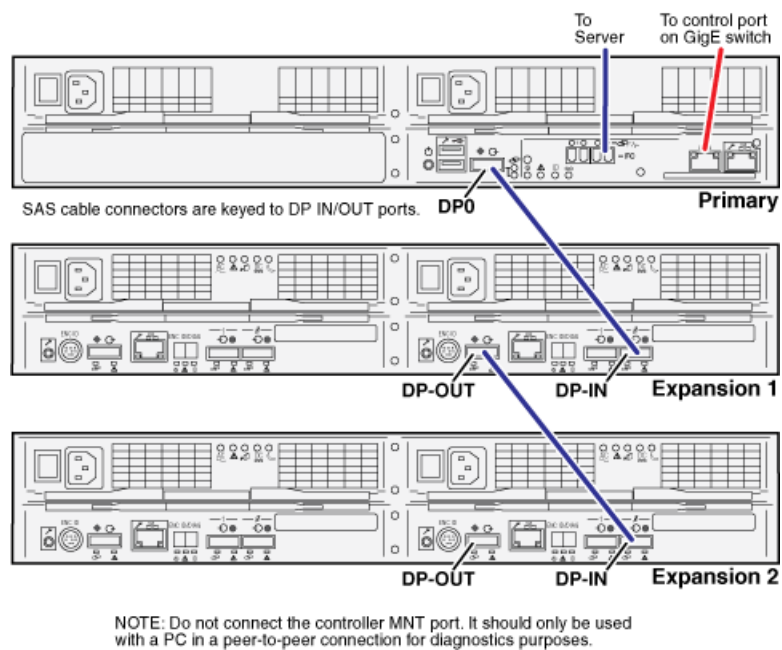 To
Server
To control port
on GigE switch
SAS cable connectors are keyed to DP IN/OUT ports.
DP0
Primary
DP-OUT
DP-IN
Expansion 1
DP-OUT
DP-IN
Expansion 2
NOTE: Do not connect the controller MNT port. It should only be used
with a PC in a peer-to-peer connection for diagnostics purposes.